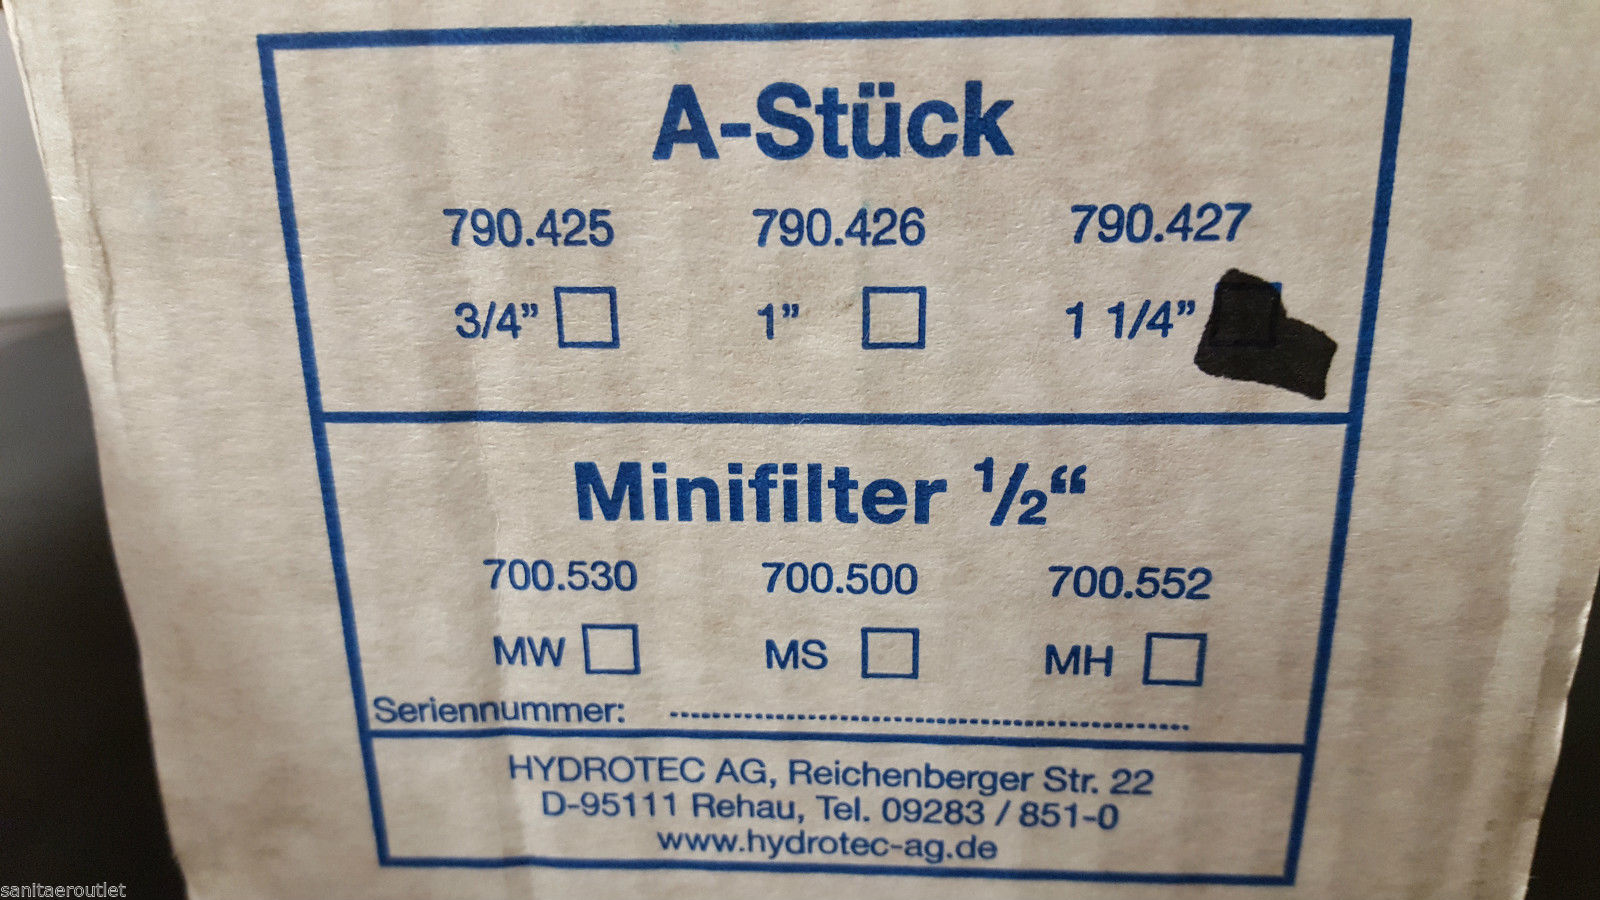 A-Stück
790.425 790.426 790.427
3/4” 1” 1 1/4”
Minifilter ½“
700.530 700.500 700.552
MW MS MH
Seriennummer: ................................................
HYDROTEC AG, Reichenberger Str. 22
D-95111 Rehau, Tel. 09283 / 851-0
www.hydrotec-ag.de
sanitaeroutlet